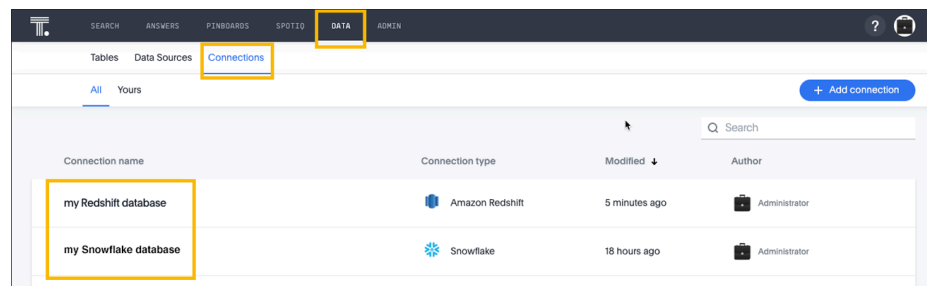 T. SEARCH ANSWERS PINBOARDS SPOTIQ DATA ADMIN ?
Tables Data Sources Connections
All Yours + Add connection
Search
Connection name Connection type Modified ↓ Author
my Redshift database Amazon Redshift 5 minutes ago Administrator
my Snowflake database Snowflake 18 hours ago Administrator